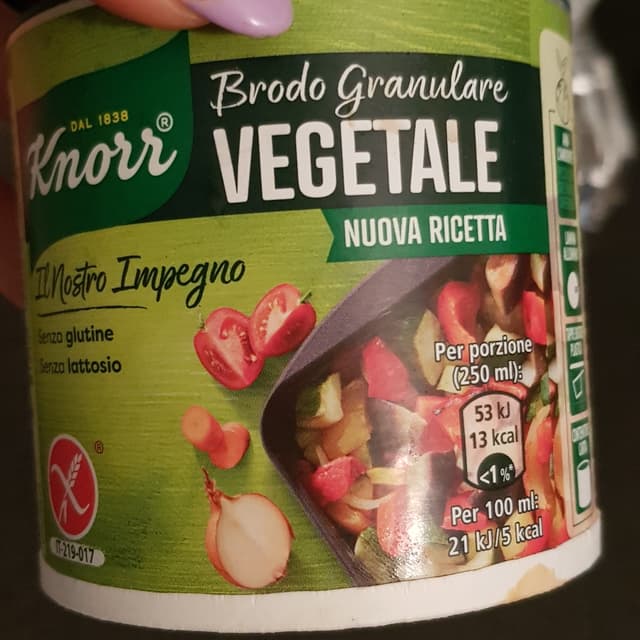 DAL 1838
Knorr®
Brodo Granulare
VEGETALE
NUOVA RICETTA
Il Nostro Impegno
Senza glutine
Senza lattosio
®
IT-219-017
Per porzione
(250 ml):
53 kJ
13 kcal
<1%*
Per 100 ml:
21 kJ/5 kcal